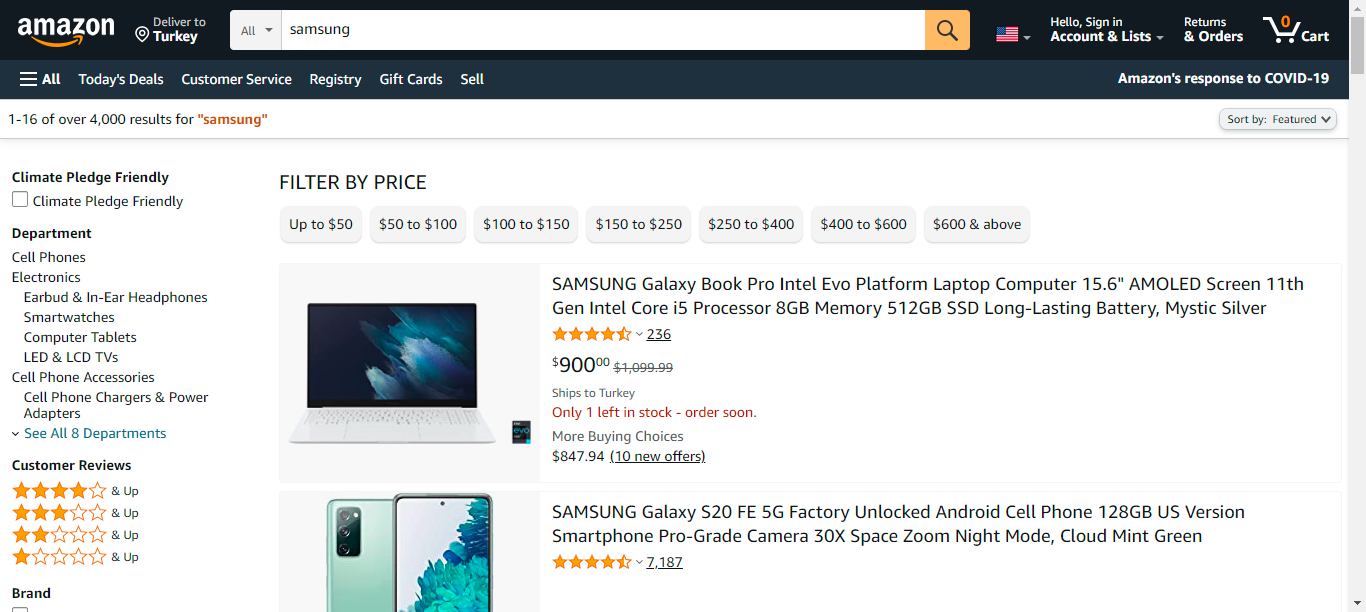 amazon
Deliver to
Turkey
All
samsung
Hello, Sign in
Account & Lists
Returns
& Orders
0
Cart
All
Today's Deals
Customer Service
Registry
Gift Cards
Sell
Amazon's response to COVID-19
1-16 of over 4,000 results for "samsung"
Sort by: Featured
Climate Pledge Friendly
Climate Pledge Friendly
Department
Cell Phones
Electronics
Earbud & In-Ear Headphones
Smartwatches
Computer Tablets
LED & LCD TVs
Cell Phone Accessories
Cell Phone Chargers & Power
Adapters
See All 8 Departments
Customer Reviews
& Up
& Up
& Up
& Up
Brand
FILTER BY PRICE
Up to $50
$50 to $100
$100 to $150
$150 to $250
$250 to $400
$400 to $600
$600 & above
SAMSUNG Galaxy Book Pro Intel Evo Platform Laptop Computer 15.6" AMOLED Screen 11th
Gen Intel Core i5 Processor 8GB Memory 512GB SSD Long-Lasting Battery, Mystic Silver
236
$90000 $1,099.99
Ships to Turkey
Only 1 left in stock - order soon.
More Buying Choices
$847.94 (10 new offers)
evo
SAMSUNG Galaxy S20 FE 5G Factory Unlocked Android Cell Phone 128GB US Version
Smartphone Pro-Grade Camera 30X Space Zoom Night Mode, Cloud Mint Green
7,187